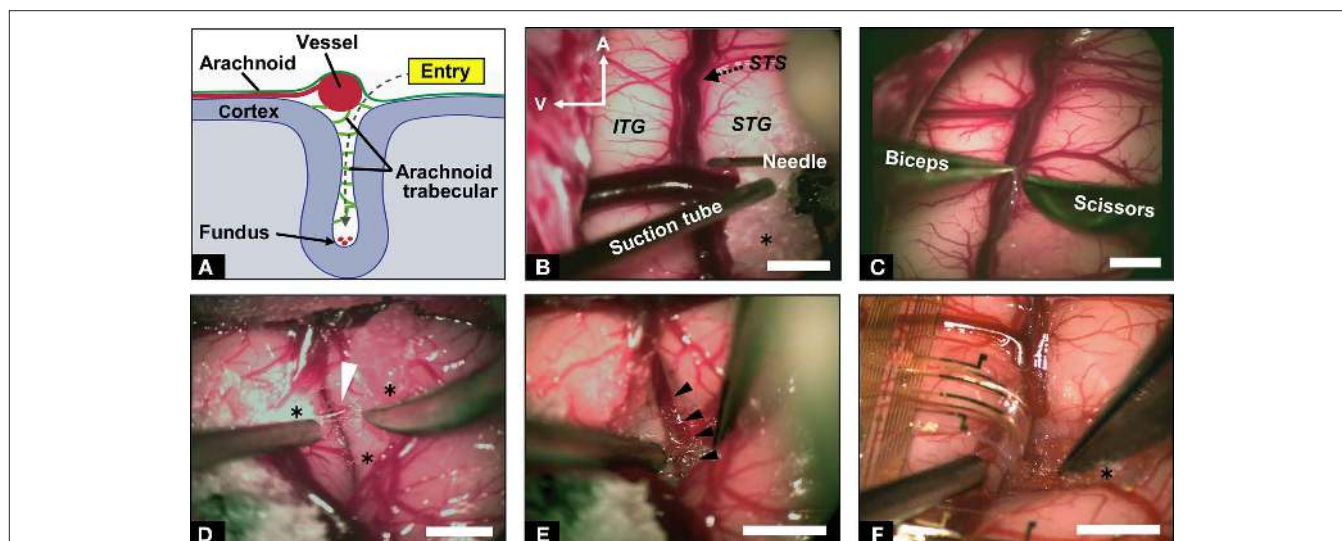 Vessel
Arachnoid
Entry
Cortex
Arachnoid
trabecular
Fundus
A
A
V
STS
ITG
STG
Needle
Suction tube
*
B
Biceps
Scissors
C
*
*
*
D
E
*
F